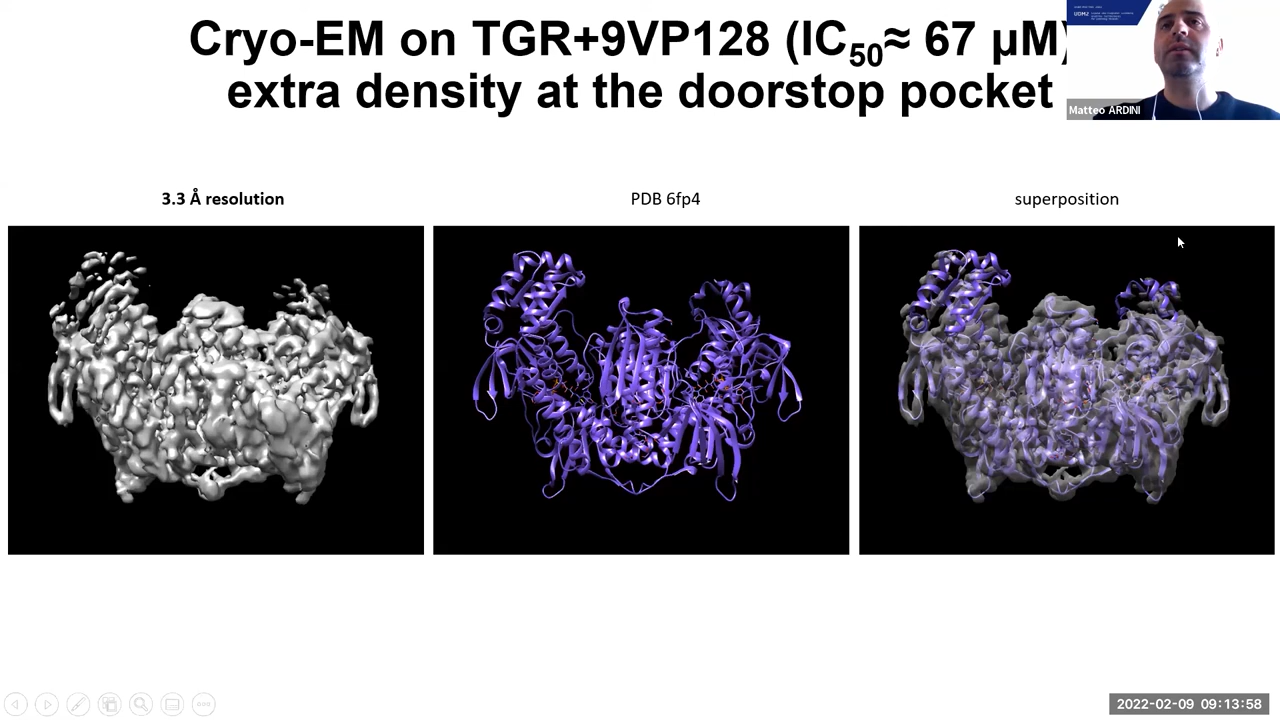 Cryo-EM on TGR+9VP128 (IC50≈ 67 µM)
extra density at the doorstop pocket
Matteo ARDINI
3.3 Å resolution
PDB 6fp4
superposition
2022-02-09 09:13:58